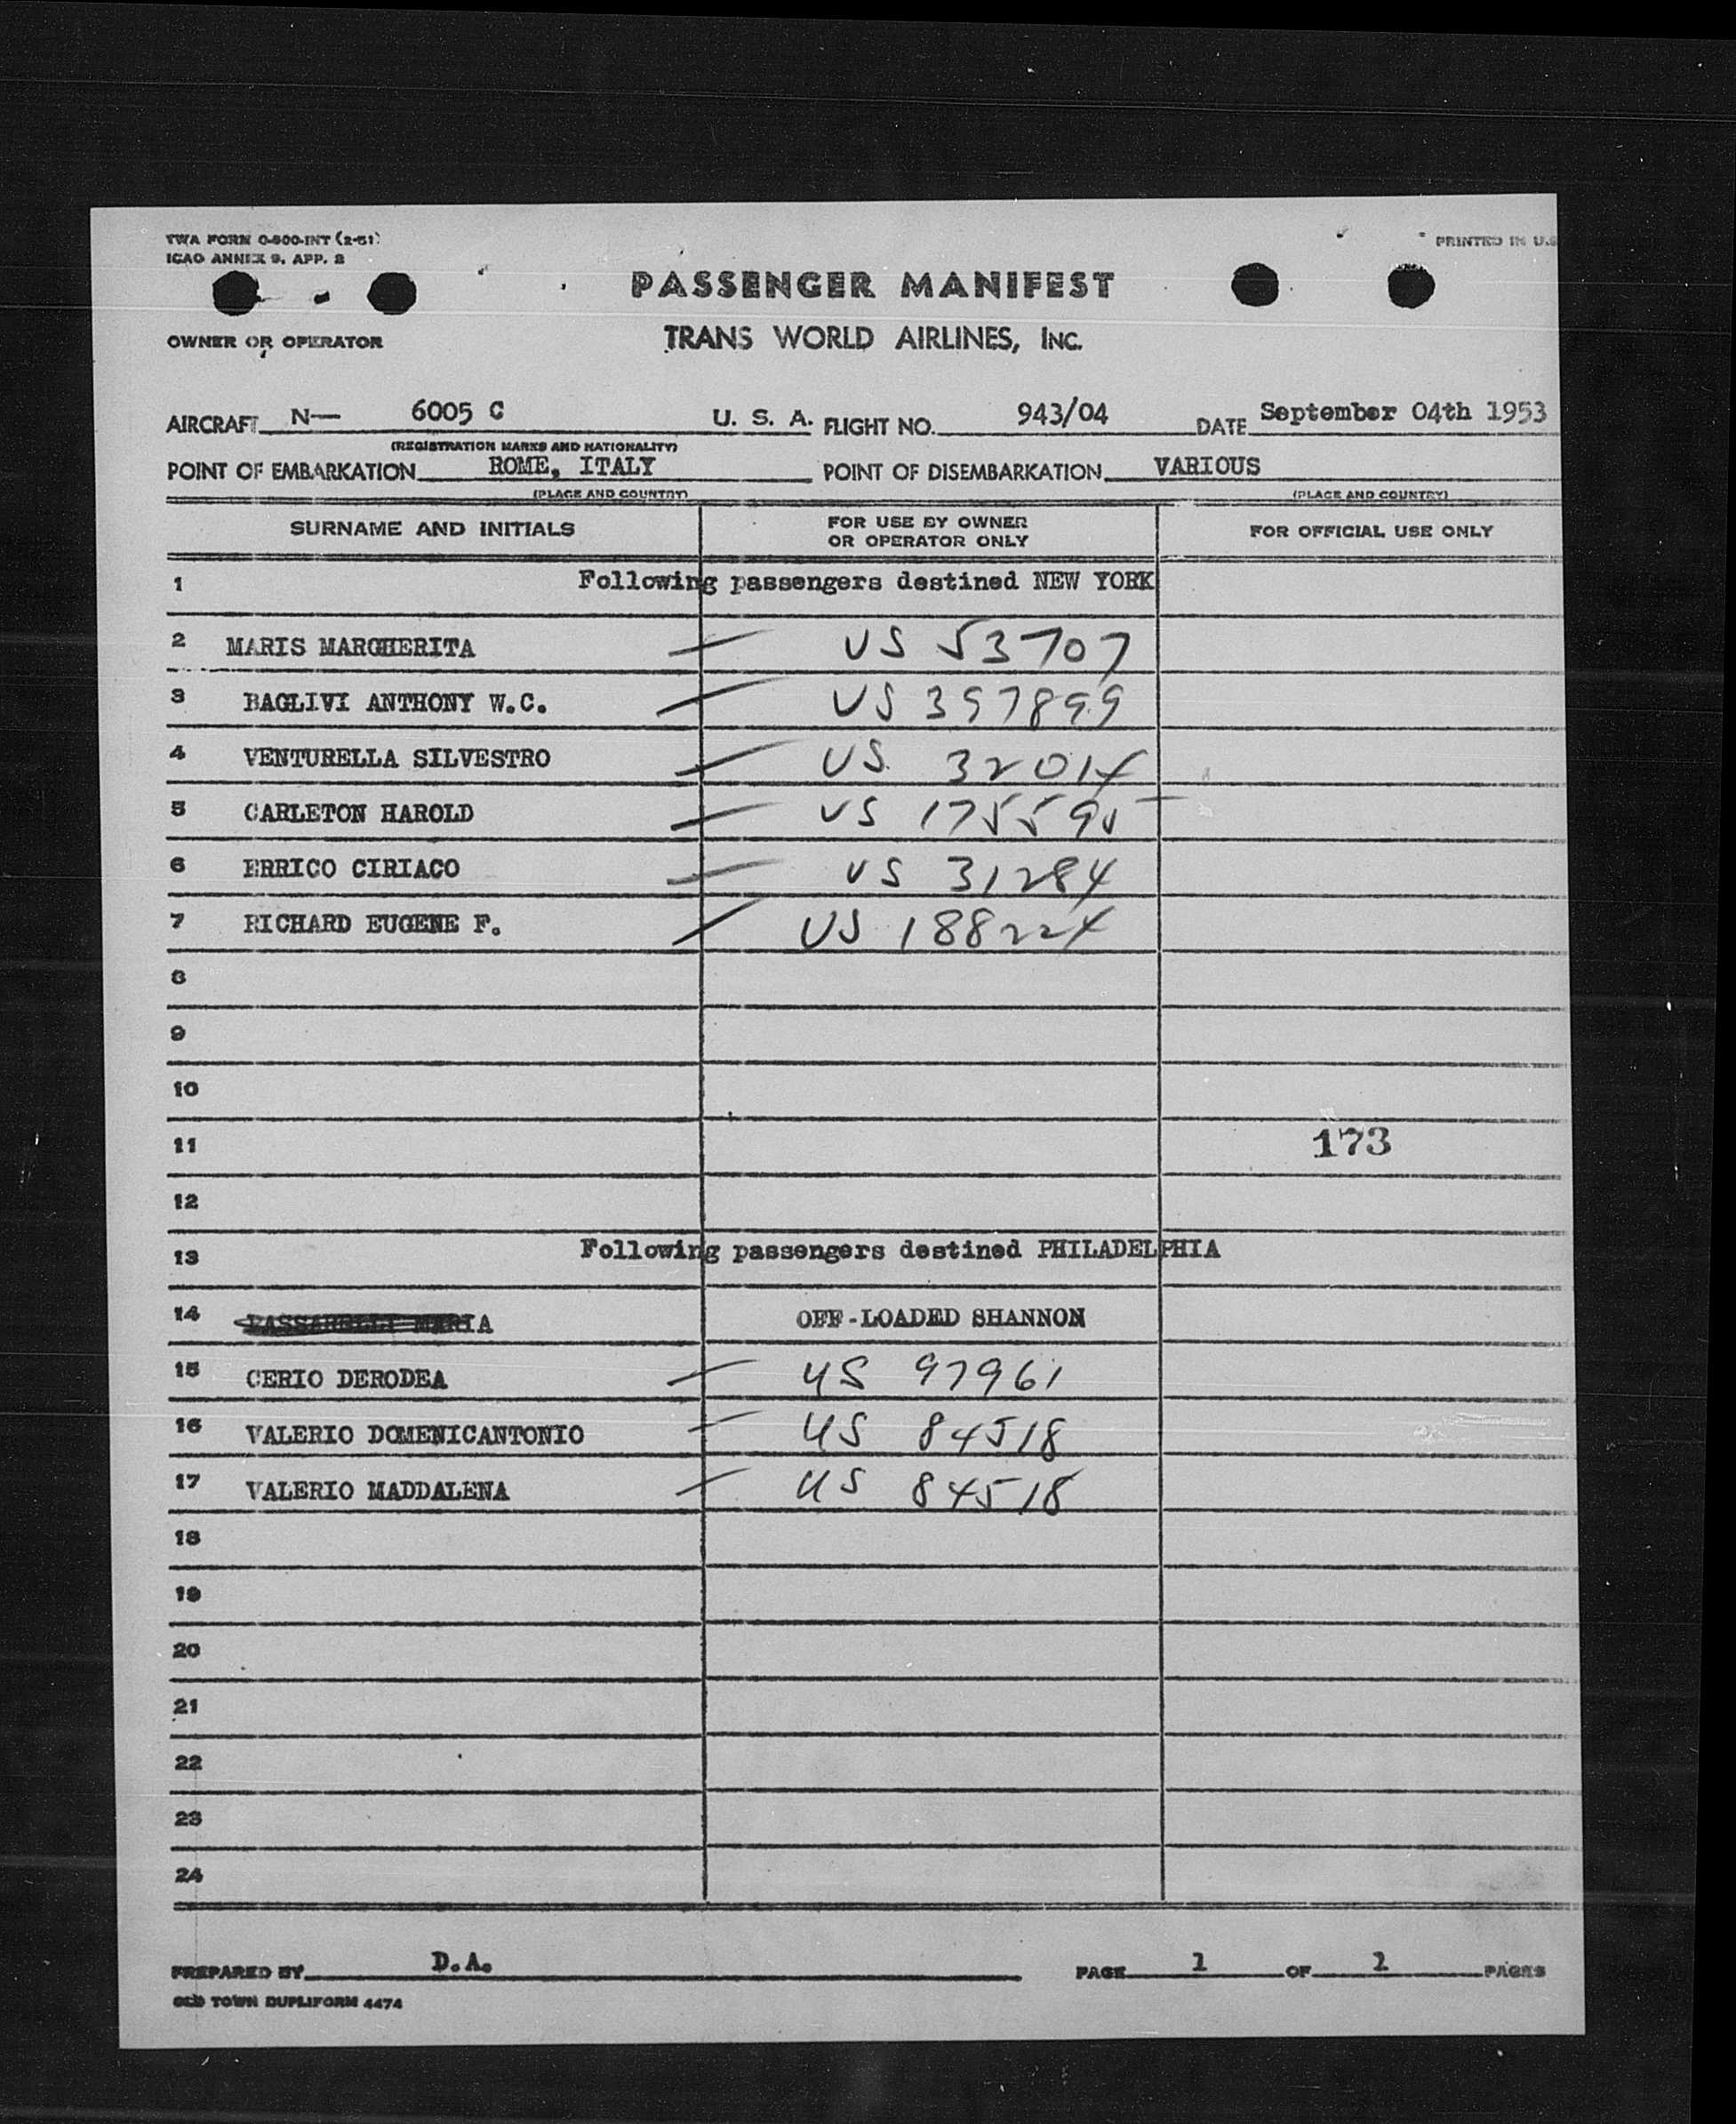 TWA FORM 0-800-INT (2-51)
PRINTED IN U.S
ICAO ANNEX 9, APP. 2
PASSENGER MANIFEST
OWNER OR OPERATOR
TRANS WORLD AIRLINES, INC.
AIRCRAFT N— 6005 C U. S. A. FLIGHT NO. 943/04 DATE September 04th 1953
(REGISTRATION MARKS AND NATIONALITY)
POINT OF EMBARKATION ROME, ITALY POINT OF DISEMBARKATION VARIOUS
(PLACE AND COUNTRY) (PLACE AND COUNTRY)
SURNAME AND INITIALS FOR USE BY OWNER OR OPERATOR ONLY FOR OFFICIAL USE ONLY
1 Following passengers destined NEW YORK
2 MARIS MARGHERITA US 53707
3 BAGLIVI ANTHONY W.C. US 397899
4 VENTURELLA SILVESTRO US 32014
5 CARLETON HAROLD US 175595
6 ERRICO CIRIACO US 31284
7 RICHARD EUGENE F. US 188224
8
9
10
11 173
12
13 Following passengers destined PHILADELPHIA
14 PASSARELLI MARIA OFF-LOADED SHANNON
15 CERIO DERODEA US 97961
16 VALERIO DOMENICANTONIO US 84518
17 VALERIO MADDALENA US 84518
18
19
20
21
22
23
24
PREPARED BY D.A. PAGE 1 OF 1 PAGES
OLD TOWN DUPLIFORM 4474